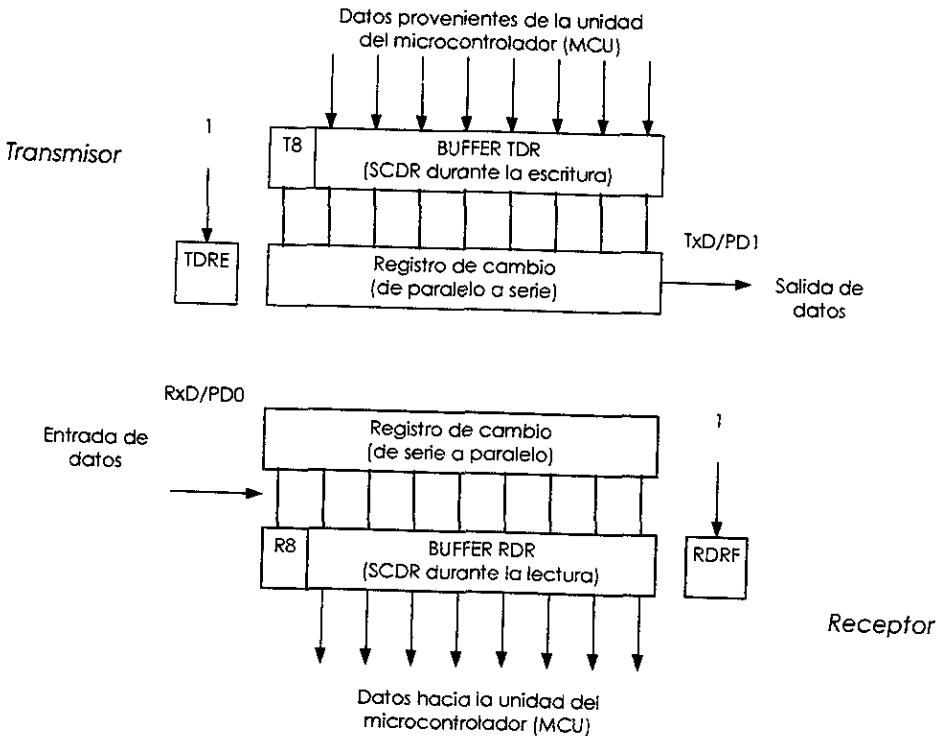 Datos provenientes de la unidad
del microcontrolador (MCU)
1
Transmisor
T8
BUFFER TDR
(SCDR durante la escritura)
TxD/PD1
TDRE
Registro de cambio
(de paralelo a serie)
Salida de
datos
RxD/PD0
1
Entrada de
datos
Registro de cambio
(de serie a paralelo)
R8
BUFFER RDR
(SCDR durante la lectura)
RDRF
Receptor
Datos hacia la unidad del
microcontrolador (MCU)